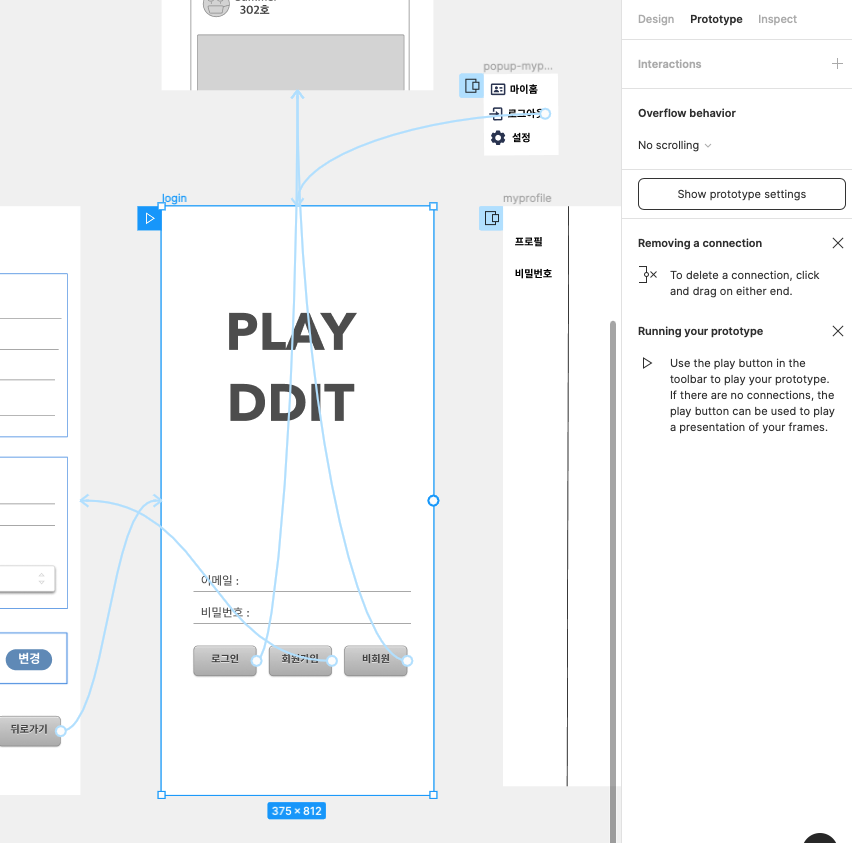 302호
Design Prototype Inspect
Interactions
Overflow behavior
No scrolling
Show prototype settings
Removing a connection
To delete a connection, click
and drag on either end.
Running your prototype
Use the play button in the
toolbar to play your prototype.
If there are no connections, the
play button can be used to play
a presentation of your frames.
popup-myp...
마이홈
로그아웃
설정
login
myprofile
프로필
비밀번호
PLAY
DDIT
이메일 :
비밀번호 :
로그인
회원가입
비회원
변경
뒤로가기
375 × 812